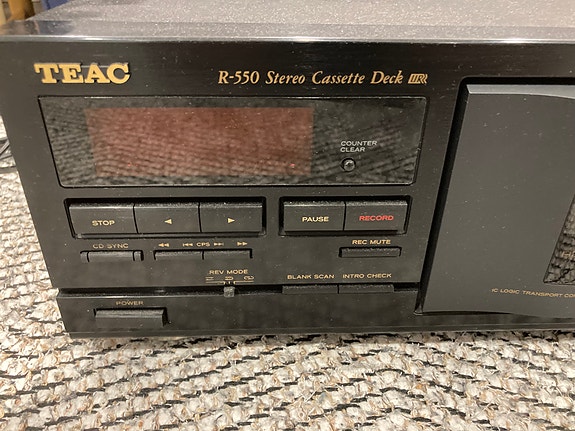 TEAC
R-550 Stereo Cassette Deck
COUNTER
CLEAR
STOP ◄ ►
PAUSE RECORD
CD SYNC ◄◄ I◄◄ CPS ►►I ►►
REC MUTE
REV MODE
BLANK SCAN INTRO CHECK
POWER
IC LOGIC TRANSPORT